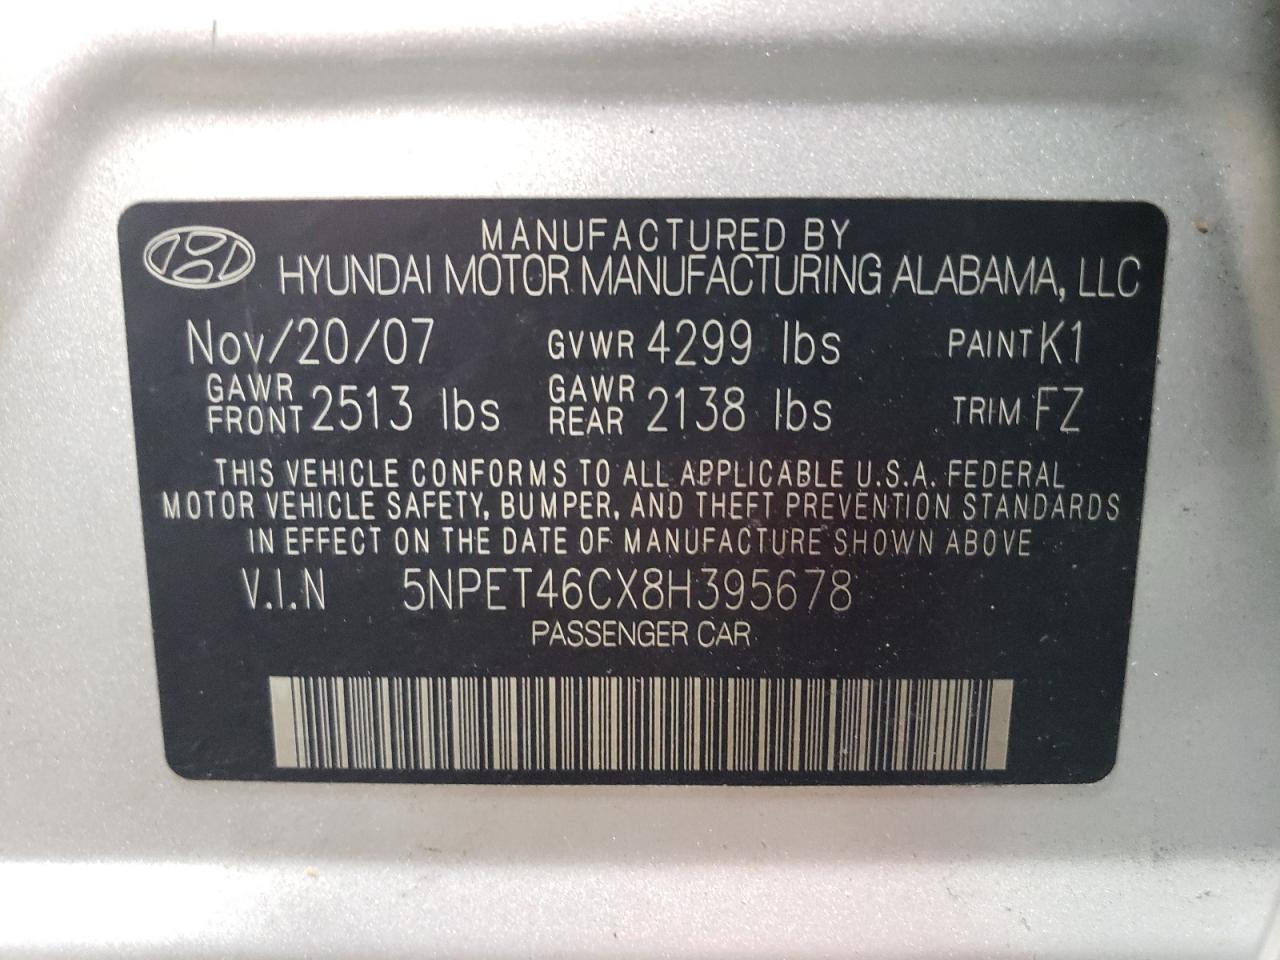 MANUFACTURED BY
HYUNDAI MOTOR MANUFACTURING ALABAMA, LLC
Nov/20/07 GVWR 4299 lbs PAINT K1
GAWR FRONT 2513 lbs GAWR REAR 2138 lbs TRIM FZ
THIS VEHICLE CONFORMS TO ALL APPLICABLE U.S.A. FEDERAL
MOTOR VEHICLE SAFETY, BUMPER, AND THEFT PREVENTION STANDARDS
IN EFFECT ON THE DATE OF MANUFACTURE SHOWN ABOVE
V.I.N 5NPET46CX8H395678
PASSENGER CAR